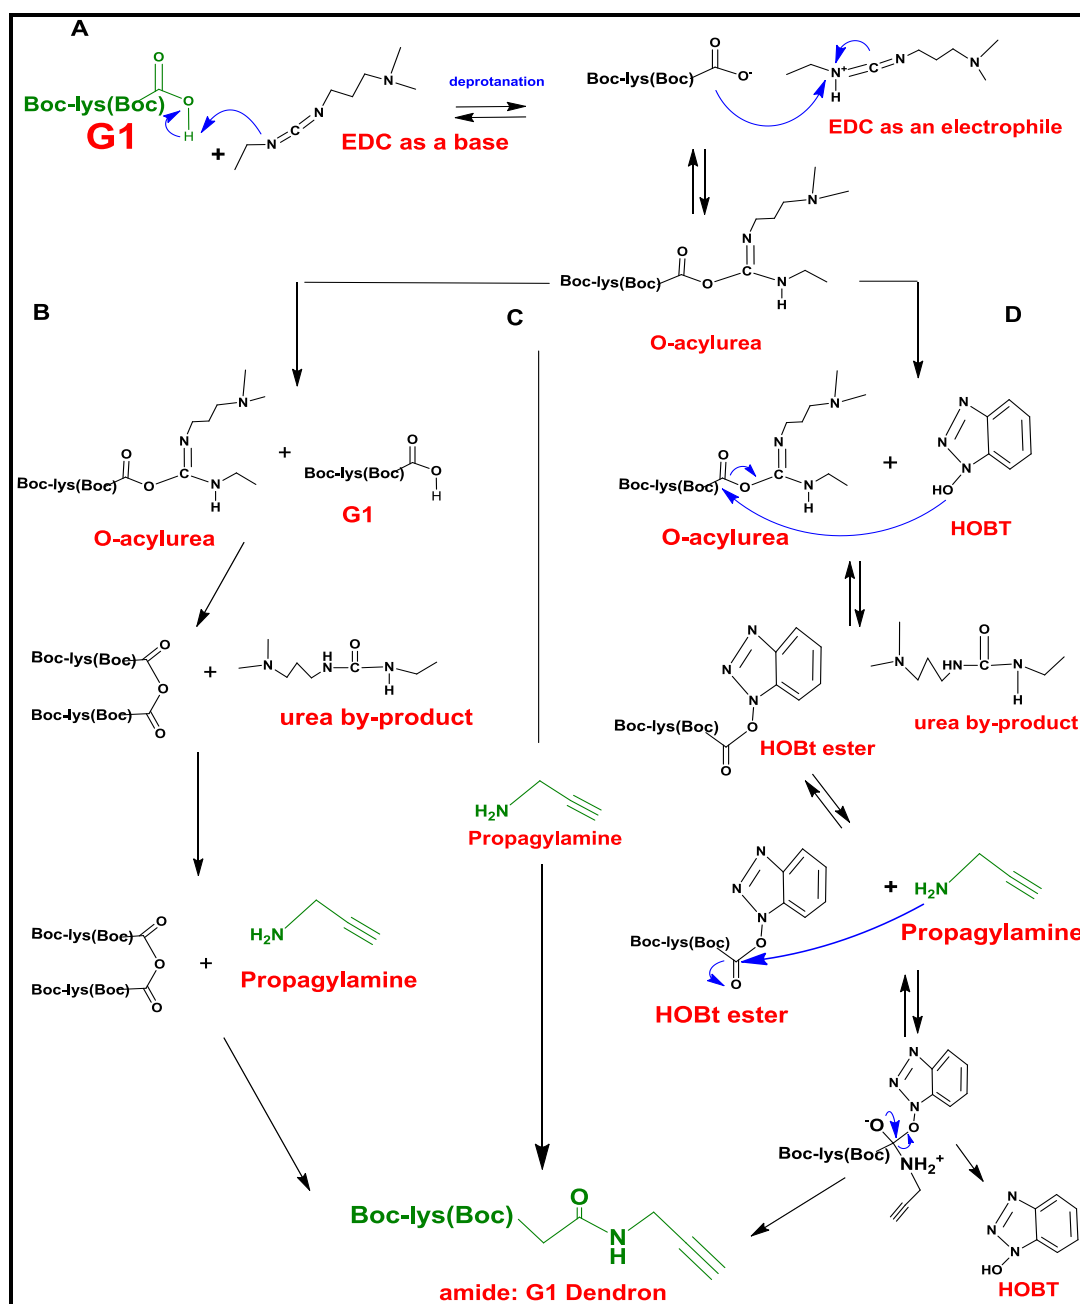 A
O
Boc-lys(Boc)
O
H
G1
+
N
C
N
N
EDC as a base
deprotanation
O
Boc-lys(Boc)
O-
N+
H
C
N
N
EDC as an electrophile
N
N
O
Boc-lys(Boc)
O
C
N
H
O-acylurea
B
C
D
N
N
O
Boc-lys(Boc)
O
C
N
H
O-acylurea
+
O
Boc-lys(Boc)
O
H
G1
N
N
O
Boc-lys(Boc)
O
C
N
H
O-acylurea
+
N
N
N
HO
HOBT
Boc-lys(Boc)
O
O
Boc-lys(Boc)
O
+
N
H
N
O
C
N
H
urea by-product
N
N
N
O
Boc-lys(Boc)
C
O
HOBt ester
O
N
HN
C
N
H
urea by-product
H2N
Propagylamine
Boc-lys(Boc)
O
O
Boc-lys(Boc)
O
+
H2N
Propagylamine
N
N
N
O
Boc-lys(Boc)
C
O
HOBt ester
+
H2N
Propagylamine
N
N
N
O
-O
Boc-lys(Boc)
NH2+
N
N
N
HO
HOBT
Boc-lys(Boc)
O
N
H
amide: G1 Dendron